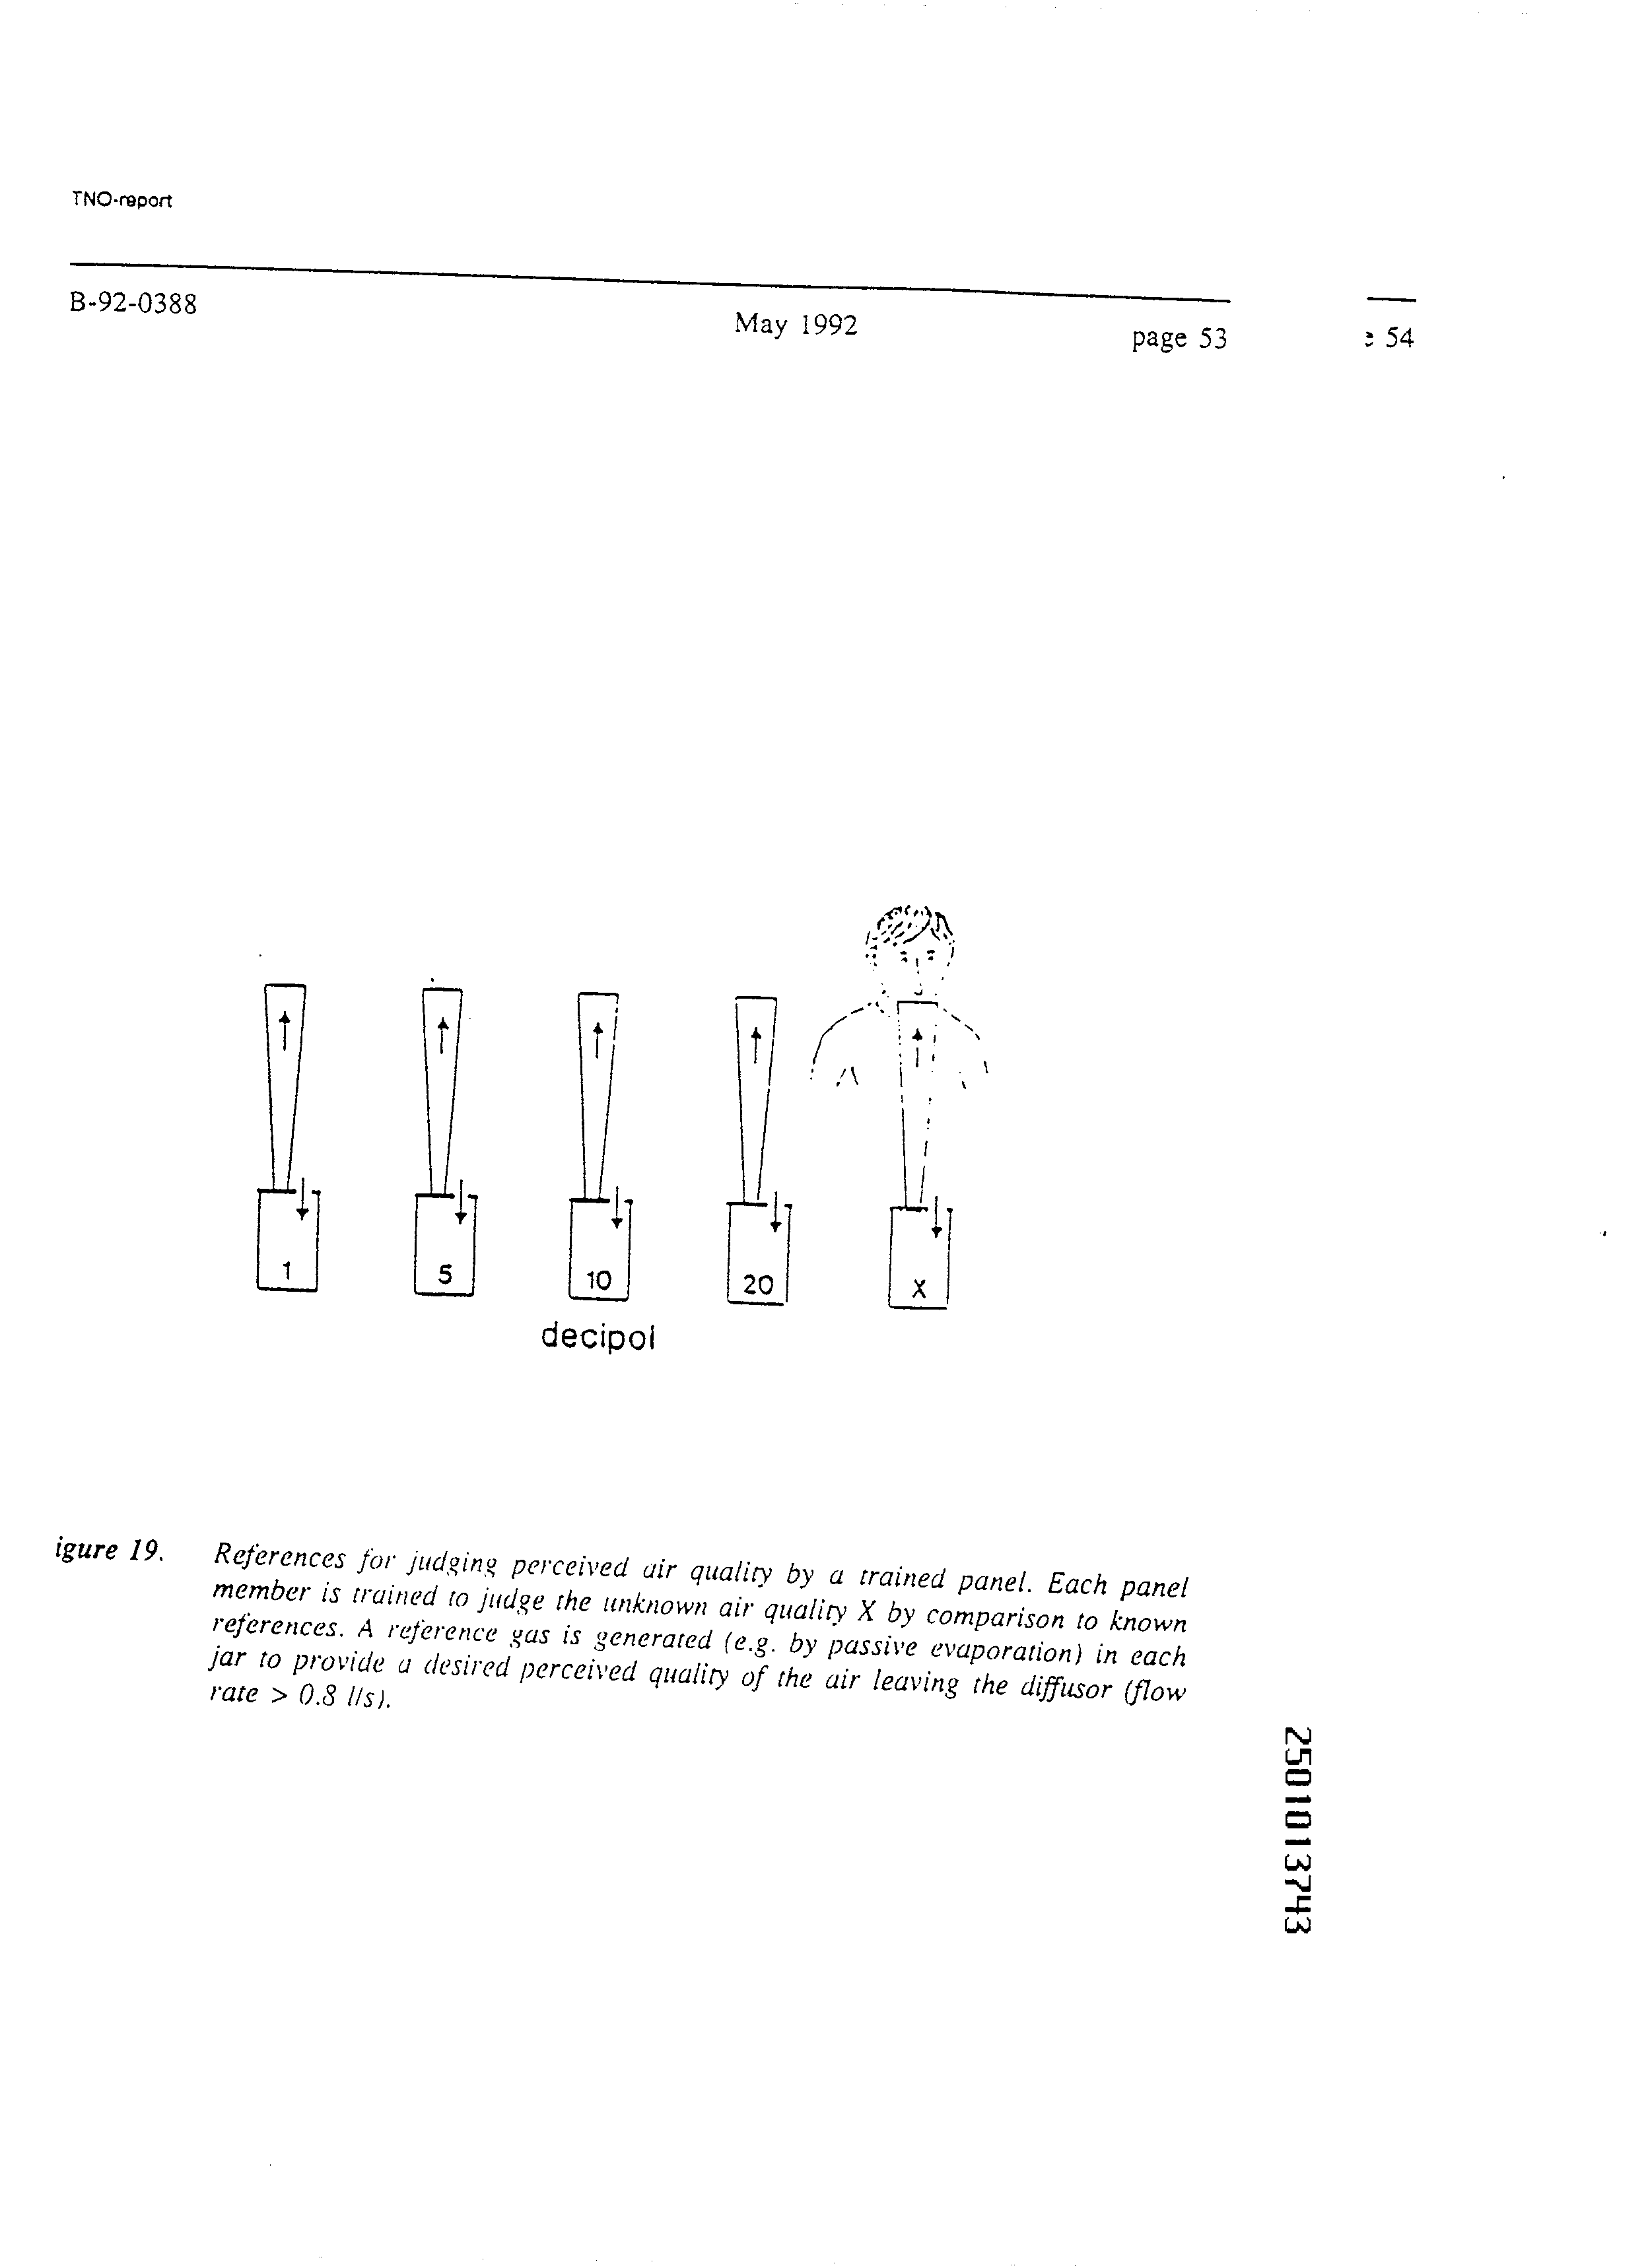 TNO-report
B-92-0388
May 1992
page 53
54
1
5
10
20
X
decipol
igure 19. References for judging perceived air quality by a trained panel. Each panel
member is trained to judge the unknown air quality X by comparison to known
references. A reference gas is generated (e.g. by passive evaporation) in each
jar to provide a desired perceived quality of the air leaving the diffusor (flow
rate > 0.8 l/s).
2501013743